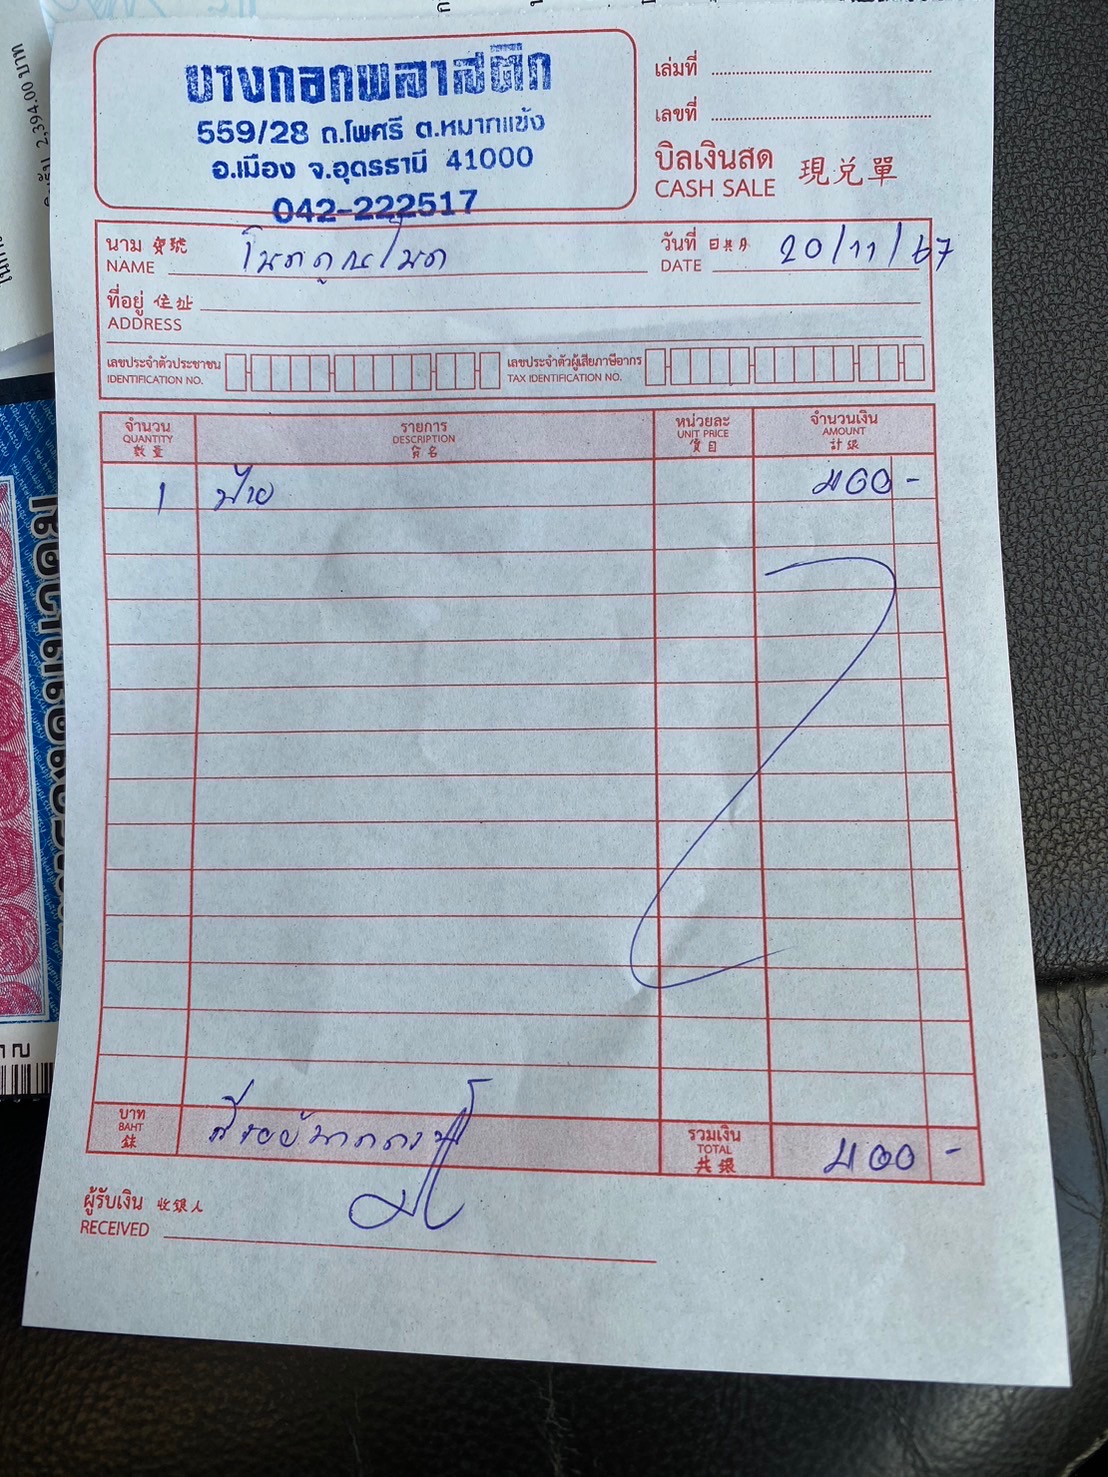 บางกอกพลาสติก
559/28 ถ.โพศรี ต.หมากแข้ง
อ.เมือง จ.อุดรธานี 41000
042-222517
เล่มที่
เลขที่
บิลเงินสด 現兑單
CASH SALE
นาม 寶號
NAME
วันที่ 日期
DATE 20/11/67
ที่อยู่ 住址
ADDRESS
เลขประจำตัวประชาชน
IDENTIFICATION NO.
เลขประจำตัวผู้เสียภาษีอากร
TAX IDENTIFICATION NO.
จำนวน รายการ หน่วยละ จำนวนเงิน
QUANTITY DESCRIPTION UNIT PRICE AMOUNT
數量
1 ป้าย 400 -
บาท
BAHT
สี่ร้อยบาทถ้วน
รวมเงิน
TOTAL
共銀
400 -
ผู้รับเงิน 收銀人
RECEIVED
2,394.00 บาท